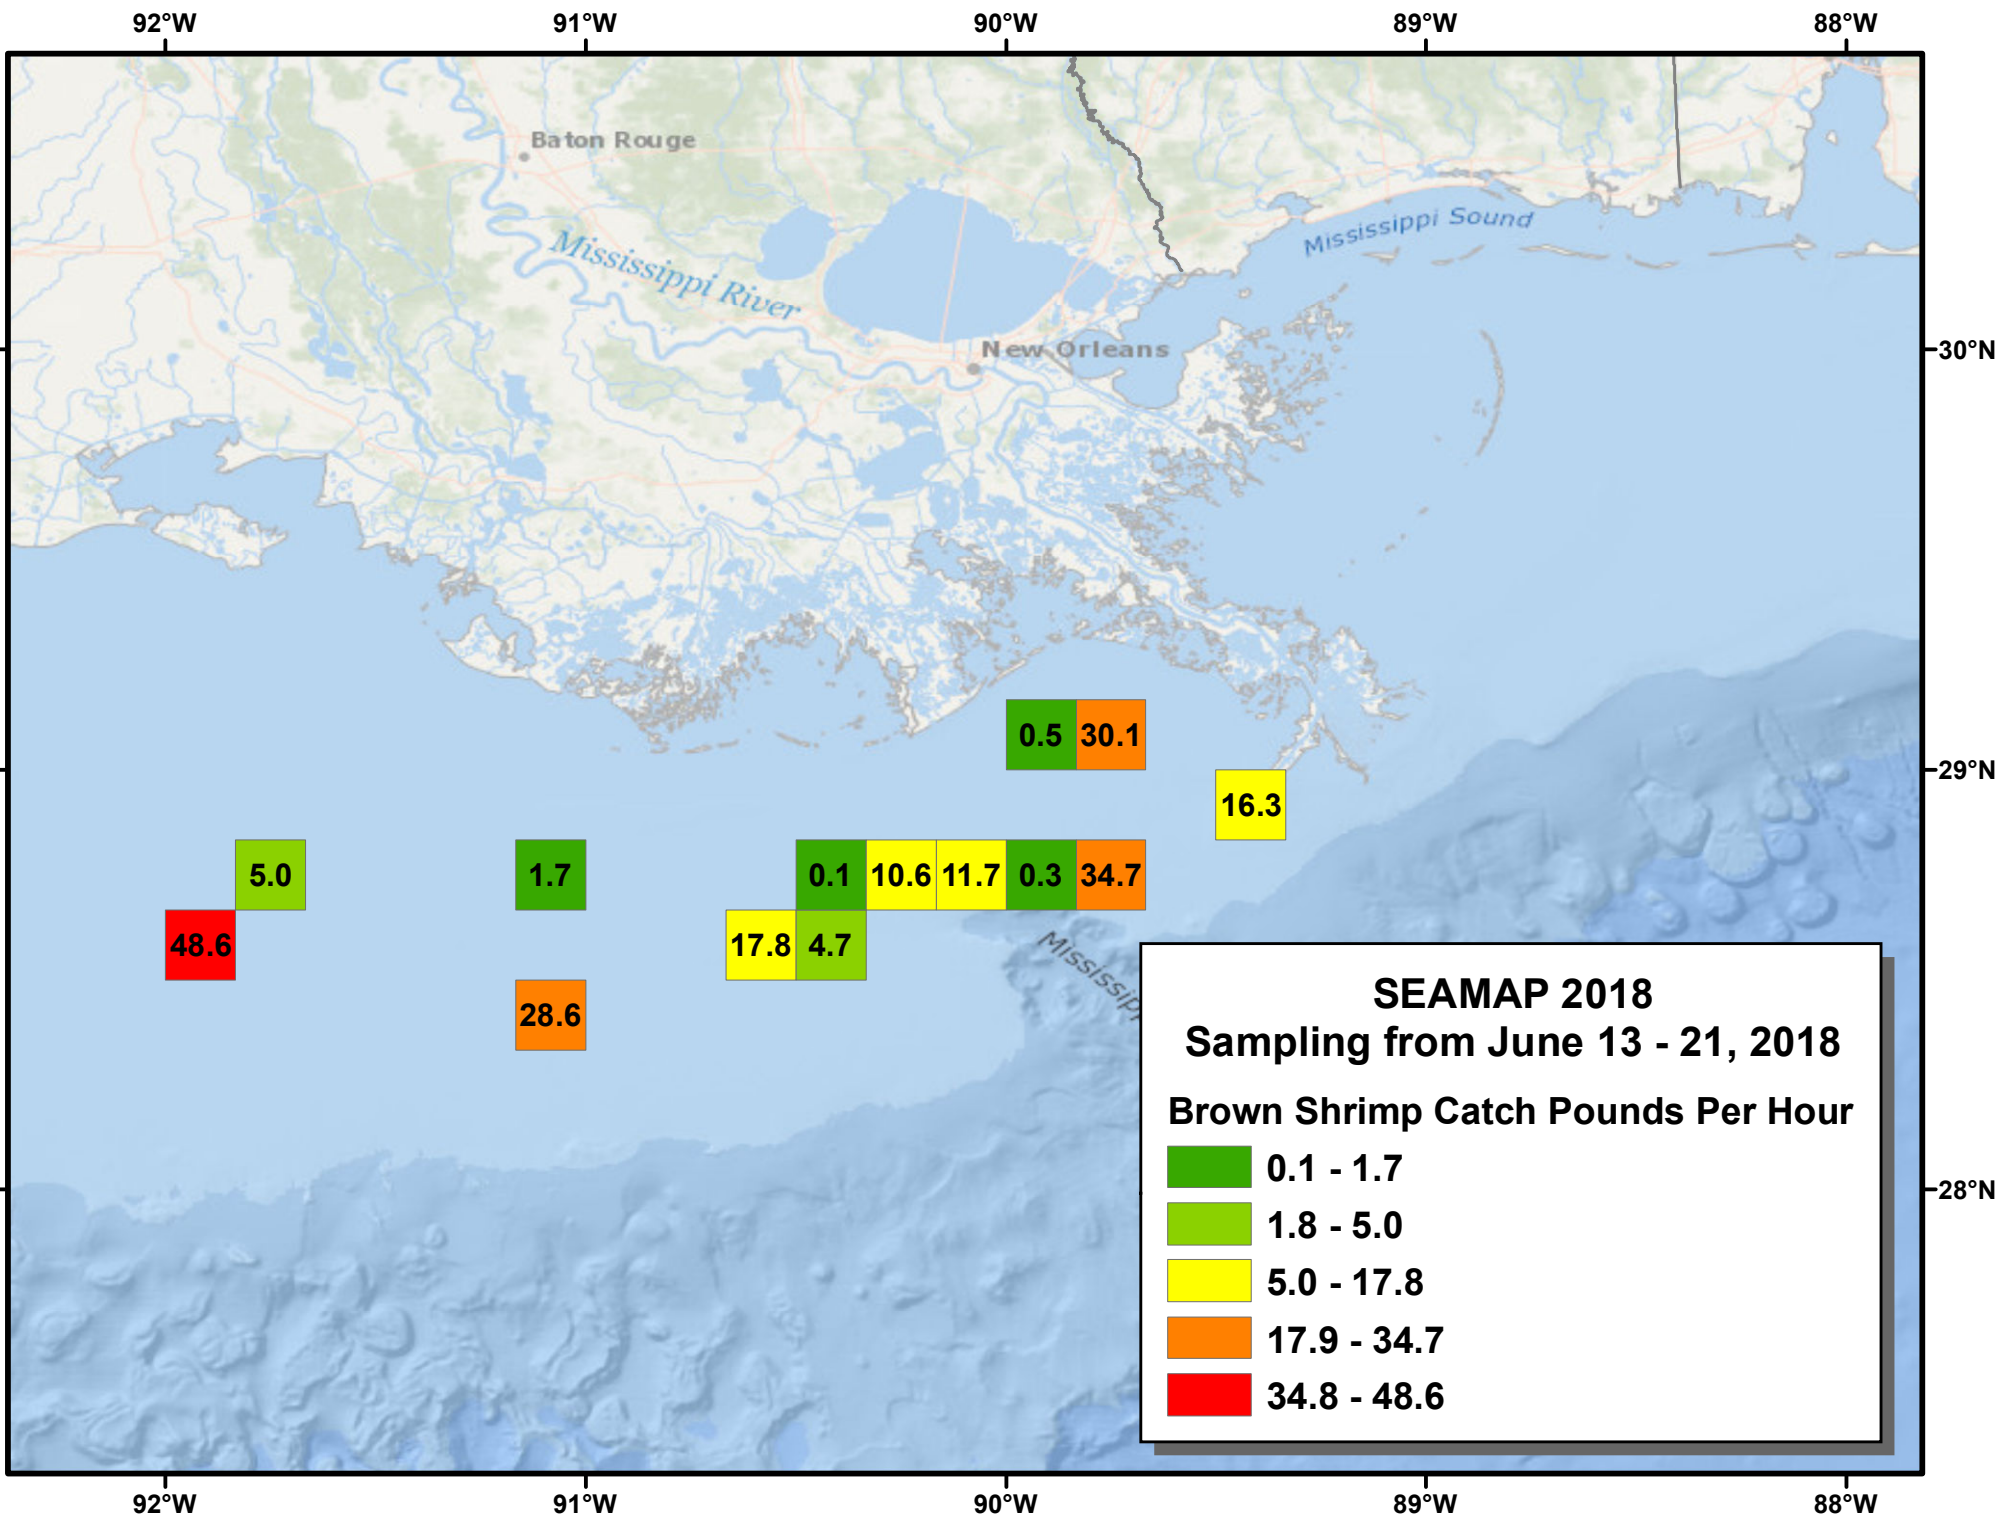 92°W 91°W 90°W 89°W 88°W
Baton Rouge
Mississippi Sound
Mississippi River
New Orleans
30°N
0.5 30.1
29°N
16.3
5.0 1.7 0.1 10.6 11.7 0.3 34.7
48.6 17.8 4.7
28.6
SEAMAP 2018
Sampling from June 13 - 21, 2018
Brown Shrimp Catch Pounds Per Hour
0.1 - 1.7
1.8 - 5.0
5.0 - 17.8
17.9 - 34.7
34.8 - 48.6
28°N
92°W 91°W 90°W 89°W 88°W